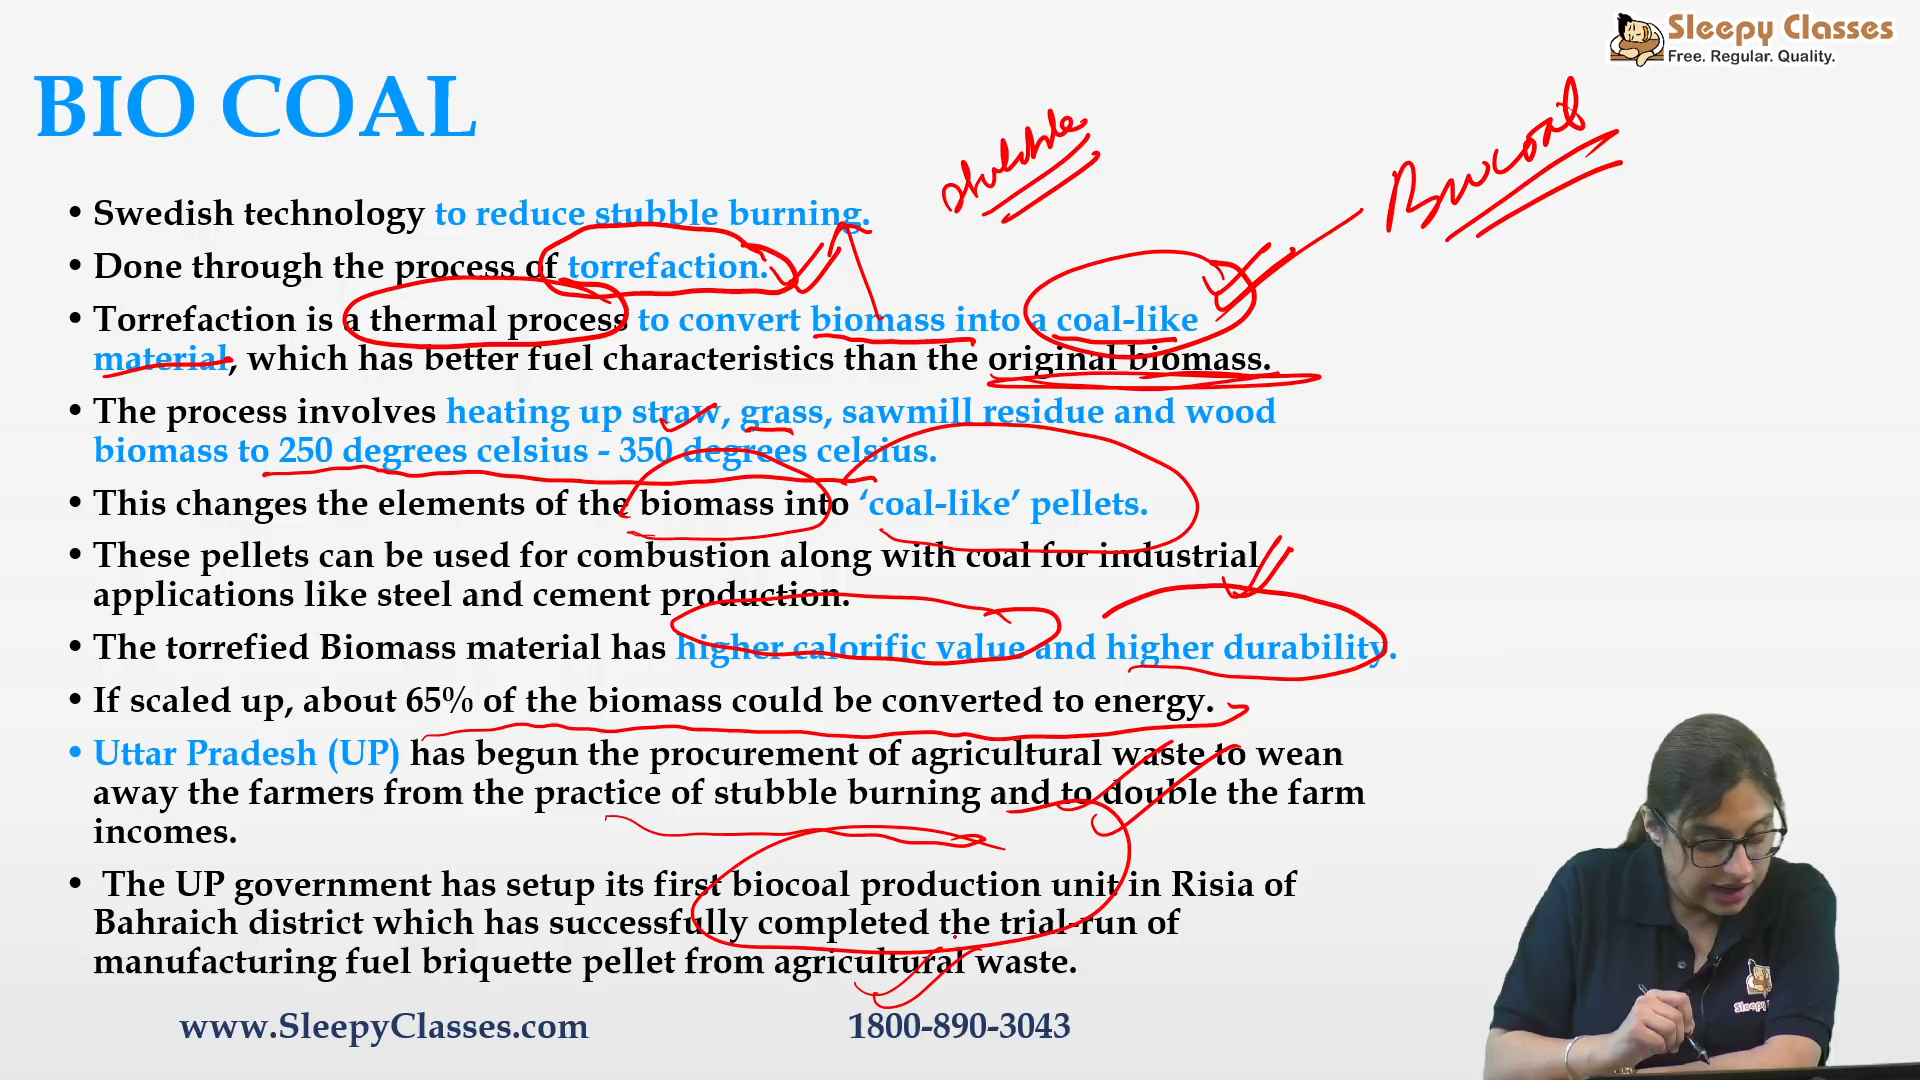 Sleepy Classes
Free. Regular. Quality.
BIO COAL
stubble
Biocoal
• Swedish technology to reduce stubble burning.
• Done through the process of torrefaction.
• Torrefaction is a thermal process to convert biomass into a coal-like
material, which has better fuel characteristics than the original biomass.
• The process involves heating up straw, grass, sawmill residue and wood
biomass to 250 degrees celsius - 350 degrees celsius.
• This changes the elements of the biomass into ‘coal-like’ pellets.
• These pellets can be used for combustion along with coal for industrial
applications like steel and cement production.
• The torrefied Biomass material has higher calorific value and higher durability.
• If scaled up, about 65% of the biomass could be converted to energy.
• Uttar Pradesh (UP) has begun the procurement of agricultural waste to wean
away the farmers from the practice of stubble burning and to double the farm
incomes.
• The UP government has setup its first biocoal production unit in Risia of
Bahraich district which has successfully completed the trial-run of
manufacturing fuel briquette pellet from agricultural waste.
www.SleepyClasses.com
1800-890-3043